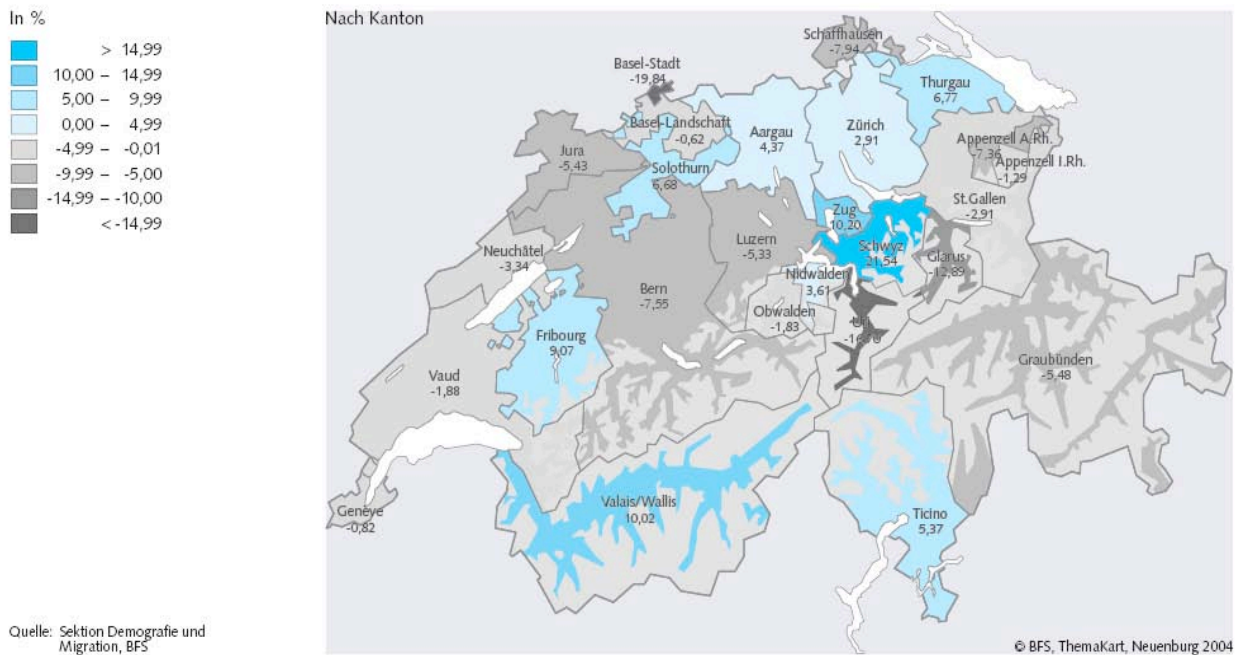 In %
> 14,99
10,00 – 14,99
5,00 – 9,99
0,00 – 4,99
-4,99 – -0,01
-9,99 – -5,00
-14,99 – -10,00
< -14,99
Nach Kanton
Schaffhausen
-7,94
Basel-Stadt
-19,84
Thurgau
6,77
Basel-Landschaft
-0,62
Aargau
4,37
Zürich
2,91
Appenzell A.Rh.
-7,36
Appenzell I.Rh.
-1,29
Jura
-5,43
Solothurn
6,68
St.Gallen
-2,91
Zug
10,20
Neuchâtel
-3,34
Luzern
-5,33
Schwyz
21,54
Glarus
-12,89
Nidwalden
3,61
Bern
-7,55
Obwalden
-1,83
Uri
Fribourg
9,07
Graubünden
-5,48
Vaud
-1,88
Valais/Wallis
10,02
Genève
-0,82
Ticino
5,37
Quelle: Sektion Demografie und
Migration, BFS
© BFS, ThemaKart, Neuenburg 2004